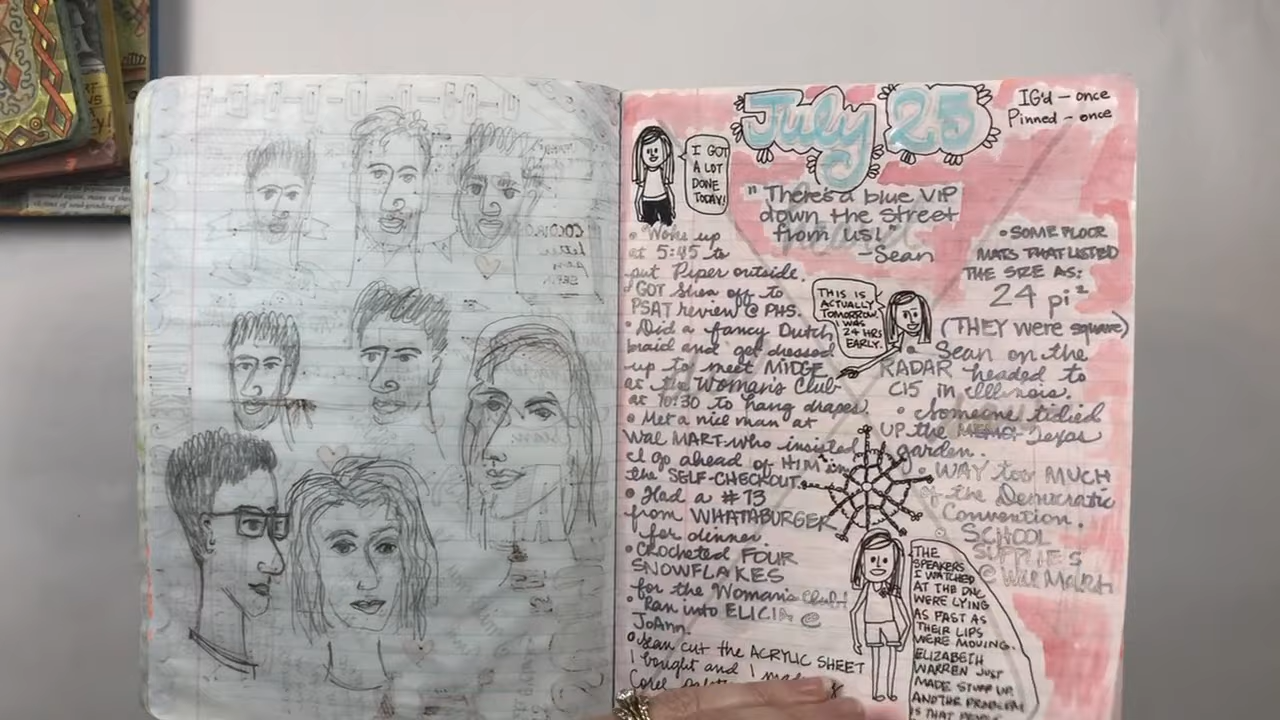 July 25
IG'd - once
Pinned - once
I GOT
A LOT
DONE
TODAY!
"There's a blue VIP
down the street
from us!"
-Sean
• Woke up
at 5:45 to
put Piper outside.
• GOT Shea off to
PSAT review @ PHS.
• Did a fancy Dutch
braid and get dressed
up to meet MIDGE
at the Woman's Club
at 10:30 to hang drapes.
• Met a nice man at
Wal MART who insisted
I go ahead of HIM in
the SELF-CHECKOUT.
• Had a #13
from WHATABURGER
for dinner
• Crocheted FOUR
SNOWFLAKES
for the Woman's Club!
• Ran into ELICIA @
JoAnn.
• Sean cut the ACRYLIC SHEET
I bought and I made
THIS IS
ACTUALLY
TOMORROW
I WAS
24 HRS
EARLY.
• SOME FLOOR
MATS THAT LISTED
THE SIZE AS:
24 pi²
(THEY were square)
• Sean on the
RADAR headed to
C15 in Illinois.
• Someone tidied
UP the Texas
garden.
• WAY too MUCH
of the Democratic
Convention.
• SCHOOL
SUPPLIES
@ Wal MART
THE
SPEAKERS
I WATCHED
AT THE DNC
WERE LYING
AS FAST AS
THEIR LIPS
WERE MOVING.
ELIZABETH
WARREN JUST
MADE STUFF UP
AND THE PROBLEM
IS THAT PEOPLE